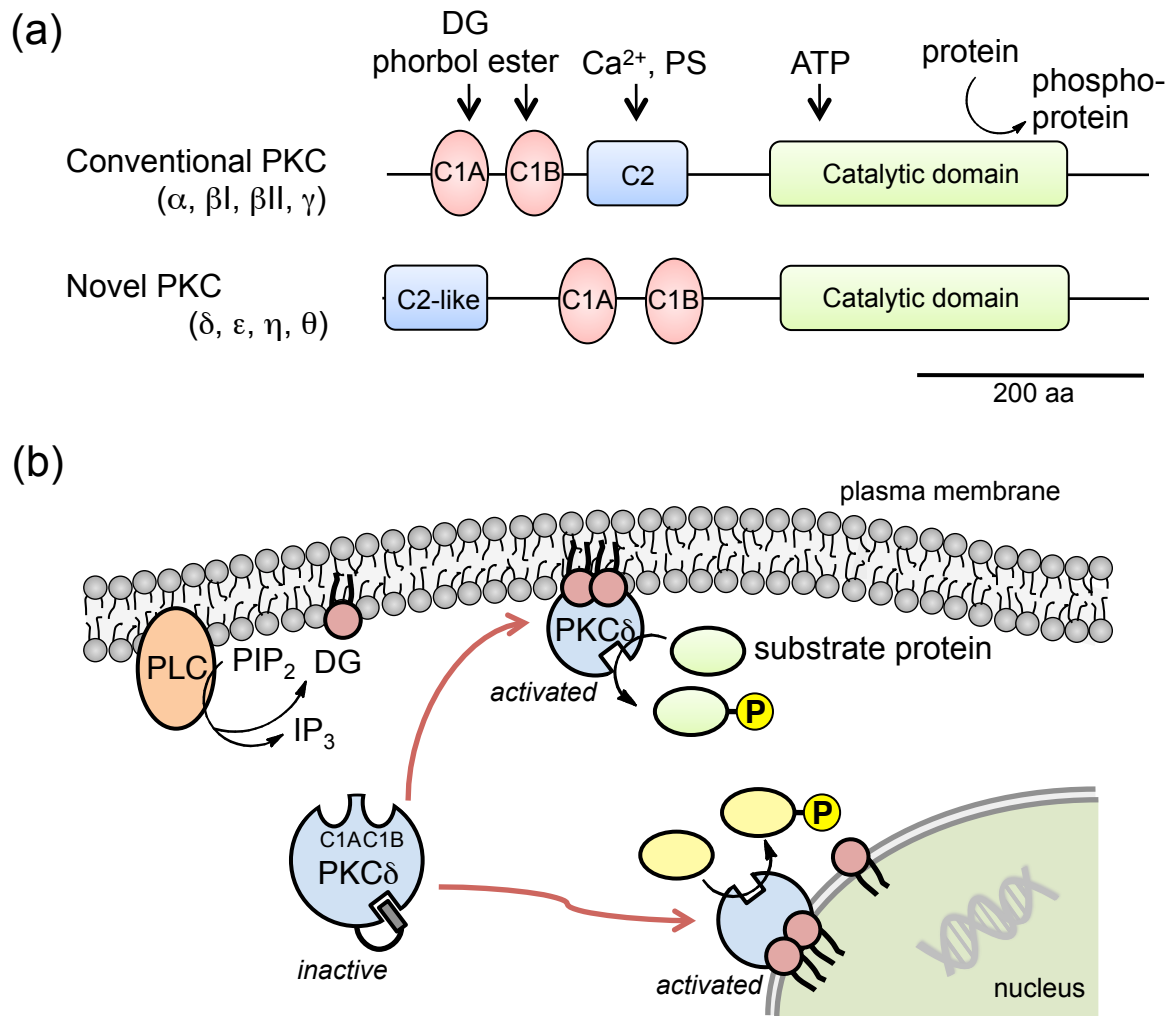 (a)
DG
phorbol ester
Ca²⁺, PS
ATP
protein
phospho-
protein
Conventional PKC
(α, βI, βII, γ)
C1A
C1B
C2
Catalytic domain
Novel PKC
(δ, ε, η, θ)
C2-like
C1A
C1B
Catalytic domain
200 aa
(b)
plasma membrane
PLC
PIP₂
DG
IP₃
PKCδ
activated
substrate protein
P
C1A C1B
PKCδ
inactive
P
activated
nucleus